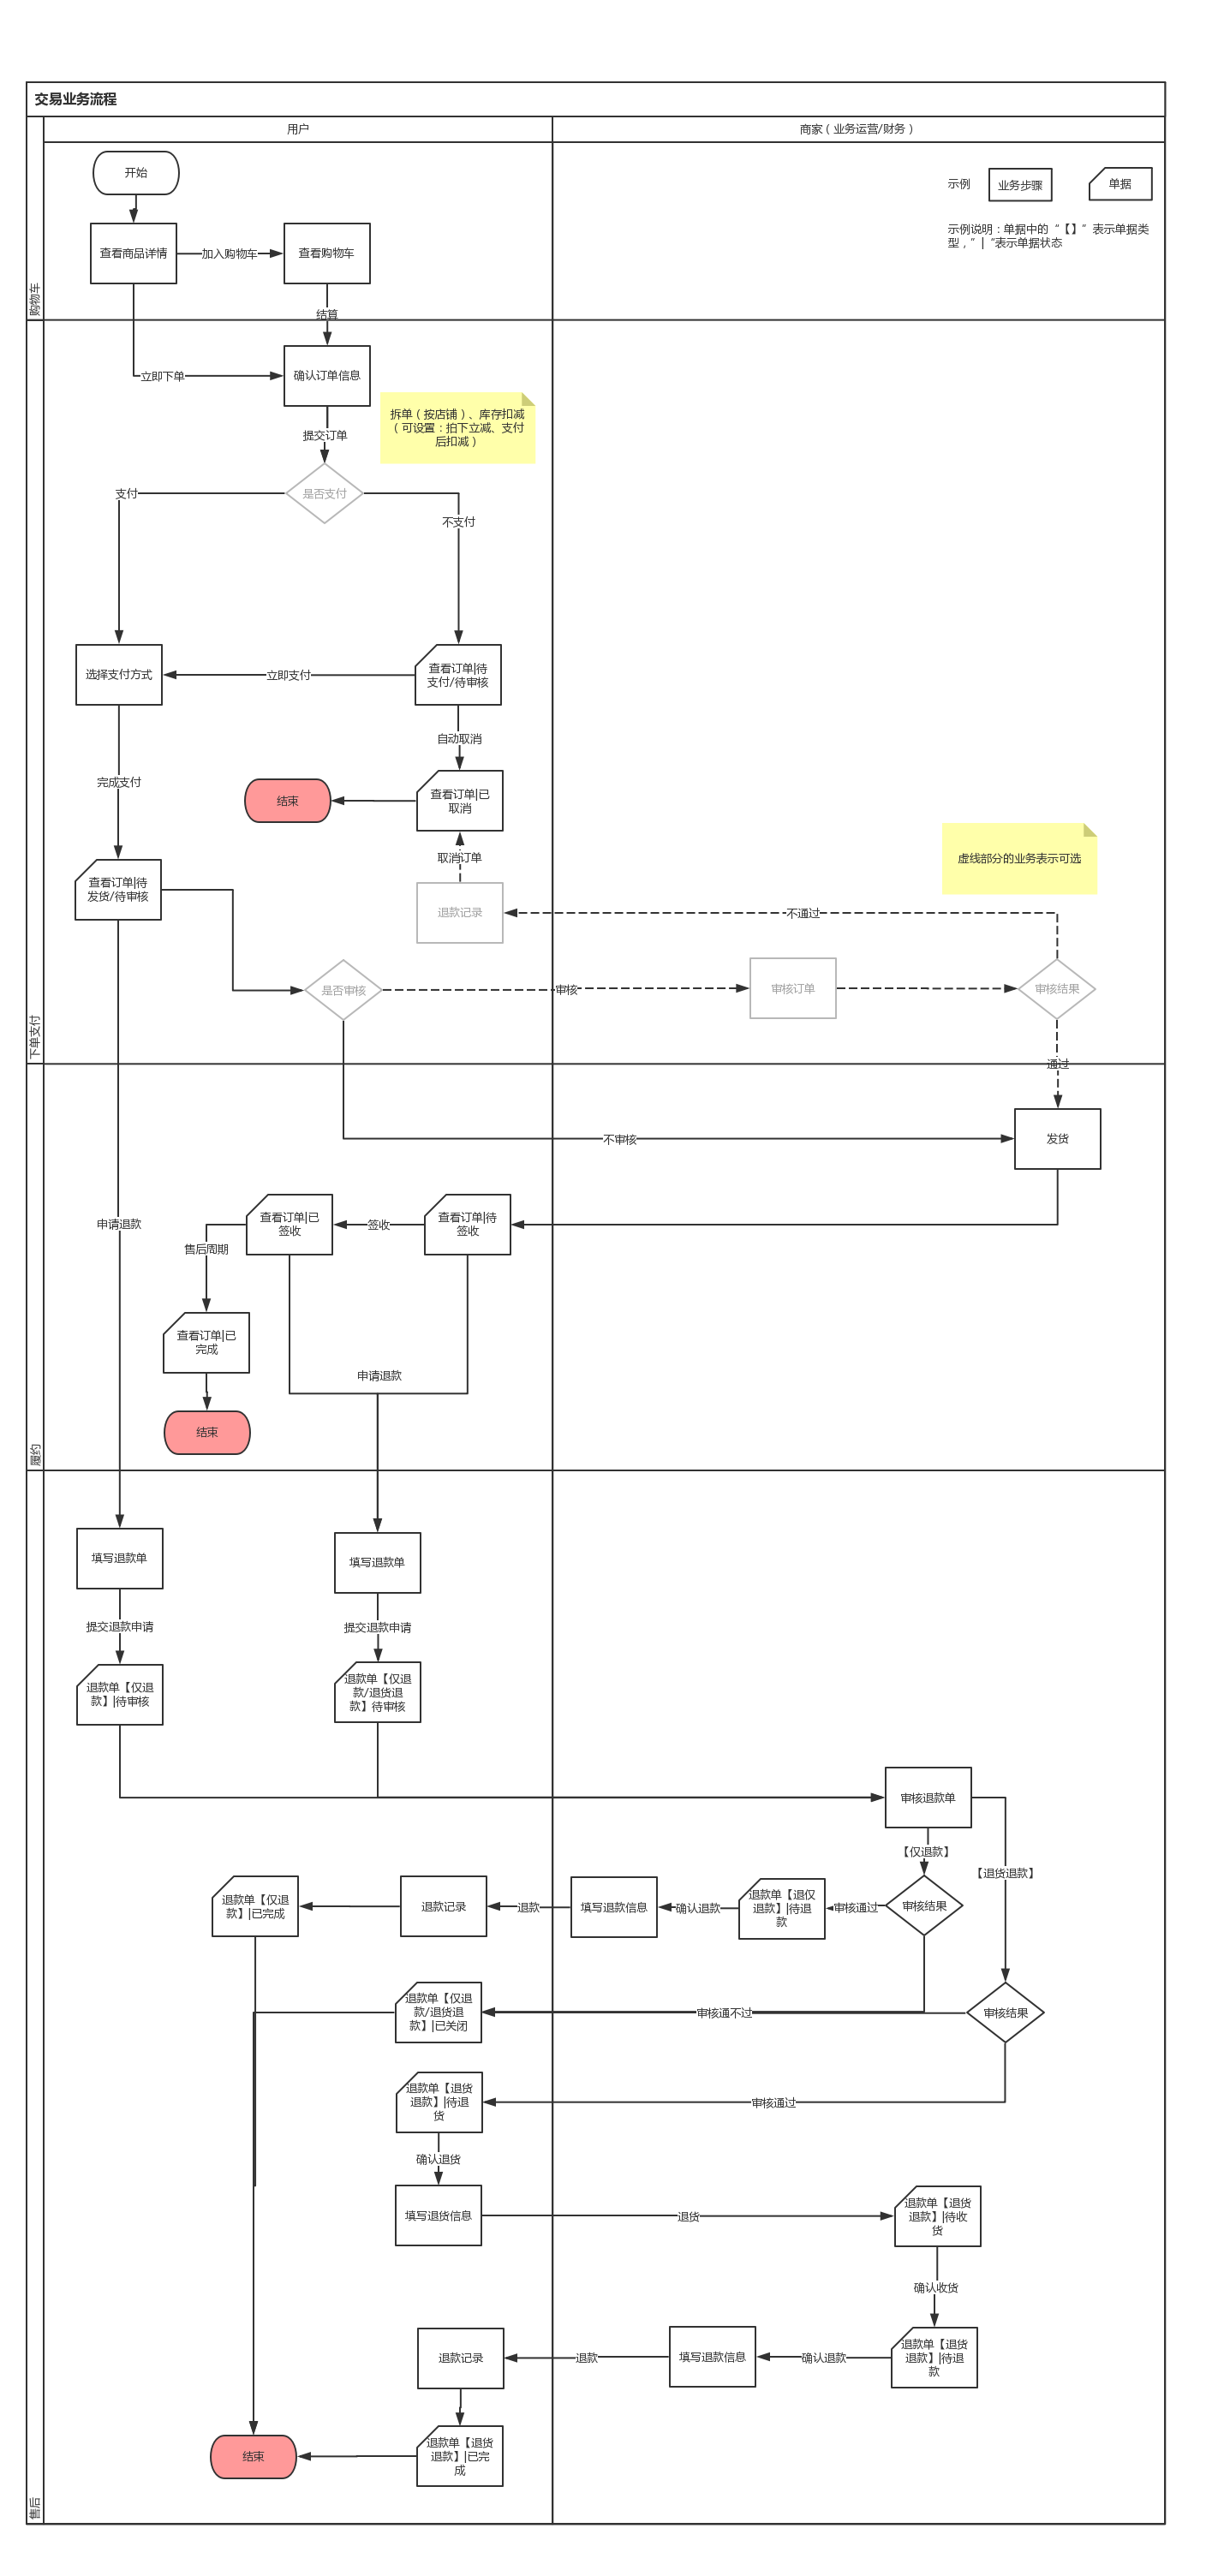 交易业务流程
用户
商家（业务运营/财务）
购物车
开始
示例
业务步骤
单据
示例说明：单据中的“【】”表示单据类
型，”|“表示单据状态
查看商品详情
加入购物车
查看购物车
结算
下单支付
立即下单
确认订单信息
拆单（按店铺）、库存扣减
（可设置：拍下立减、支付
后扣减）
提交订单
是否支付
支付
不支付
选择支付方式
立即支付
查看订单|待
支付/待审核
自动取消
完成支付
结束
查看订单|已
取消
取消订单
虚线部分的业务表示可选
查看订单|待
发货/待审核
退款记录
不通过
是否审核
审核
审核订单
审核结果
通过
履约
不审核
发货
申请退款
查看订单|已
签收
签收
查看订单|待
签收
售后周期
查看订单|已
完成
申请退款
结束
售后
填写退款单
填写退款单
提交退款申请
提交退款申请
退款单【仅退
款】|待审核
退款单【仅退
款/退货退
款】待审核
审核退款单
【仅退款】
【退货退款】
退款单【仅退
款】|已完成
退款记录
退款
填写退款信息
确认退款
退款单【退仅
退款】|待退
款
审核通过
审核结果
退款单【仅退
款/退货退
款】|已关闭
审核通不过
审核结果
退款单【退货
退款】|待退
货
审核通过
确认退货
填写退货信息
退货
退款单【退货
退款】|待收
货
确认收货
退款记录
退款
填写退款信息
确认退款
退款单【退货
退款】|待退
款
结束
退款单【退货
退款】|已完
成